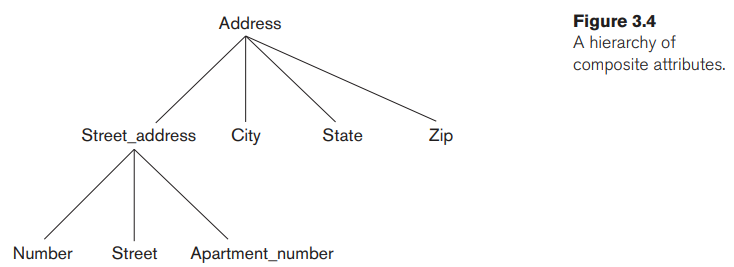 Address
Figure 3.4
A hierarchy of
composite attributes.
Street_address City State Zip
Number Street Apartment_number